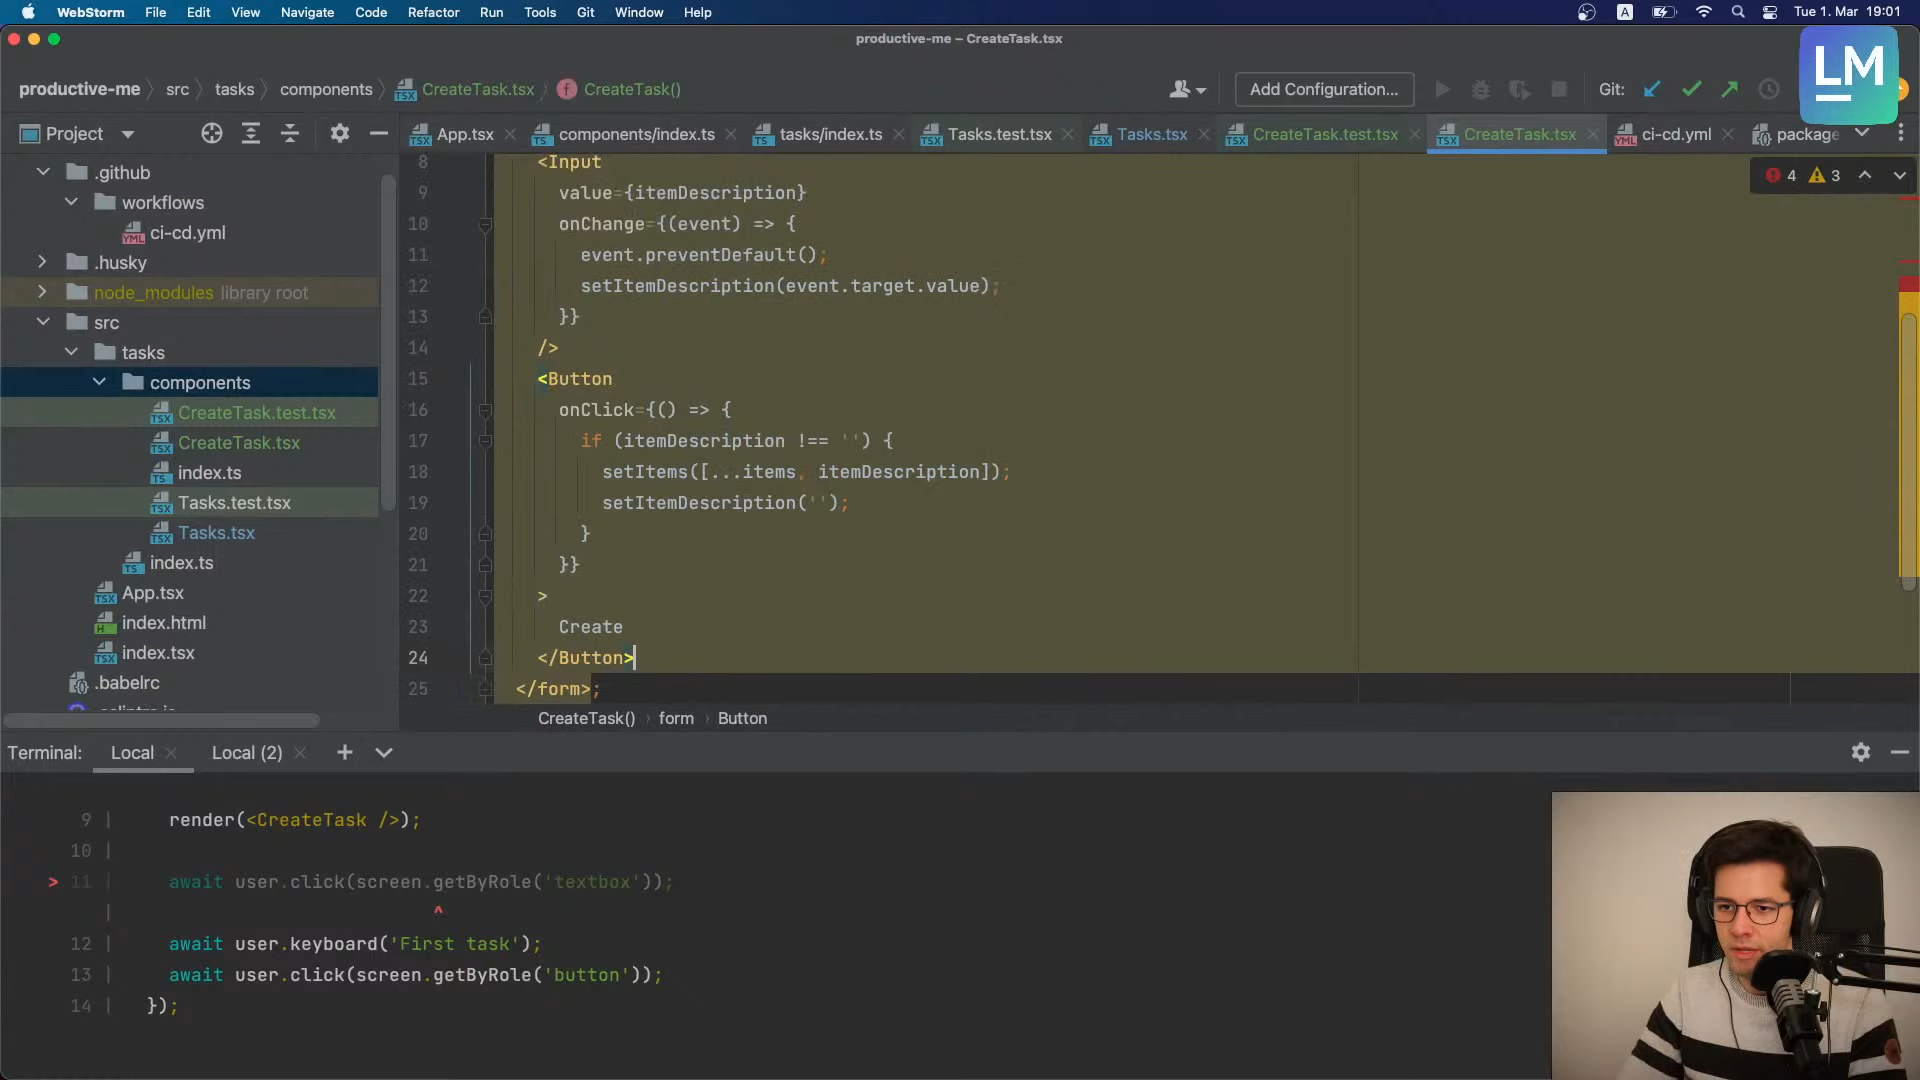 WebStorm File Edit View Navigate Code Refactor Run Tools Git Window Help
A Tue 1. Mar 19:01
productive-me – CreateTask.tsx
LM
productive-me src tasks components CreateTask.tsx f CreateTask()
Add Configuration... Git:
Project
App.tsx components/index.ts tasks/index.ts Tasks.test.tsx Tasks.tsx CreateTask.test.tsx CreateTask.tsx ci-cd.yml package
4 3
.github
workflows
ci-cd.yml
.husky
node_modules library root
src
tasks
components
CreateTask.test.tsx
CreateTask.tsx
index.ts
Tasks.test.tsx
Tasks.tsx
index.ts
App.tsx
index.html
index.tsx
.babelrc
8 <Input
9 value={itemDescription}
10 onChange={(event) => {
11 event.preventDefault();
12 setItemDescription(event.target.value);
13 }}
14 />
15 <Button
16 onClick={() => {
17 if (itemDescription !== '') {
18 setItems([...items, itemDescription]);
19 setItemDescription('');
20 }
21 }}
22 >
23 Create
24 </Button>
25 </form>;
CreateTask() form Button
Terminal: Local Local (2)
9 | render(<CreateTask />);
10 |
> 11 | await user.click(screen.getByRole('textbox'));
| ^
12 | await user.keyboard('First task');
13 | await user.click(screen.getByRole('button'));
14 | });